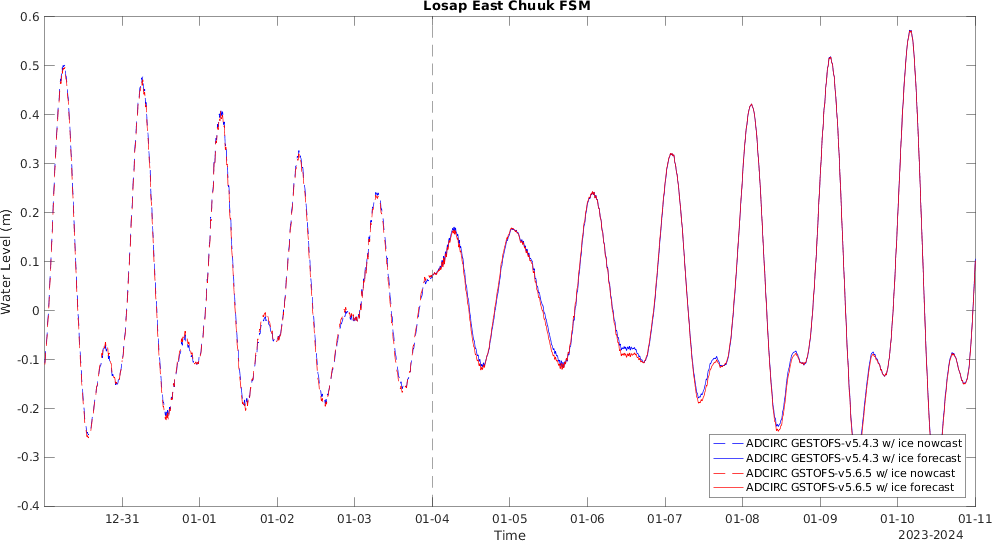 Losap East Chuuk FSM
0.6
0.5
0.4
0.3
0.2
0.1
0
-0.1
-0.2
-0.3
-0.4
Water Level (m)
12-31 01-01 01-02 01-03 01-04 01-05 01-06 01-07 01-08 01-09 01-10 01-11
Time
2023-2024
ADCIRC GESTOFS-v5.4.3 w/ ice nowcast
ADCIRC GESTOFS-v5.4.3 w/ ice forecast
ADCIRC GSTOFS-v5.6.5 w/ ice nowcast
ADCIRC GSTOFS-v5.6.5 w/ ice forecast